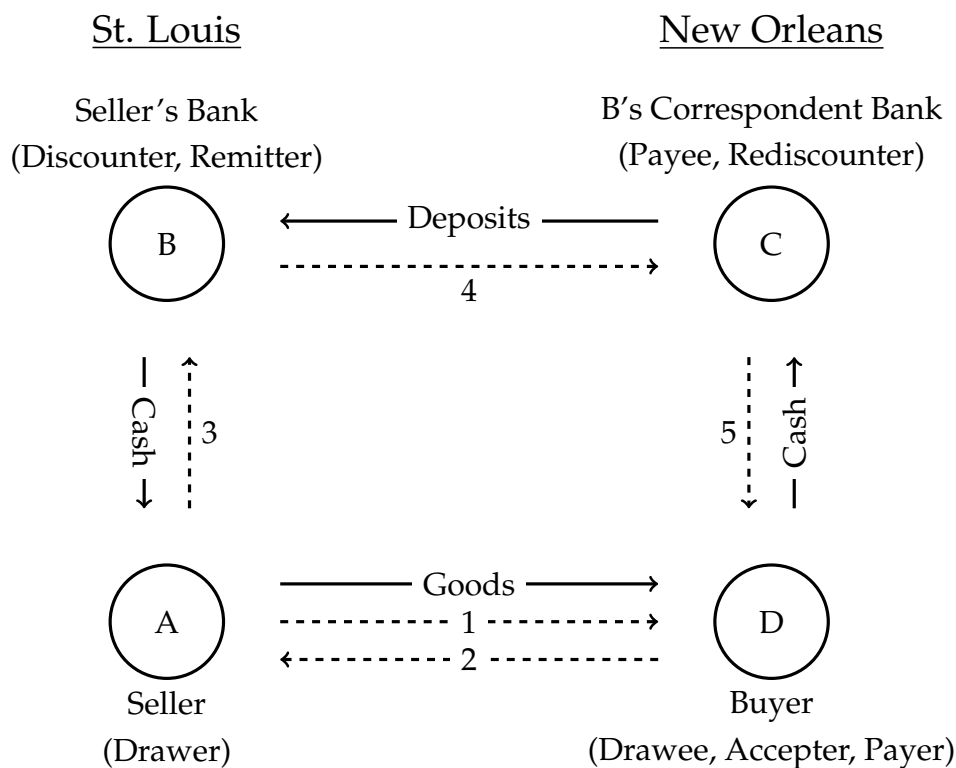 St. Louis
New Orleans
Seller's Bank
(Discounter, Remitter)
B's Correspondent Bank
(Payee, Rediscounter)
B
Deposits
4
C
Cash
3
5
Cash
A
Goods
1
2
D
Seller
(Drawer)
Buyer
(Drawee, Accepter, Payer)